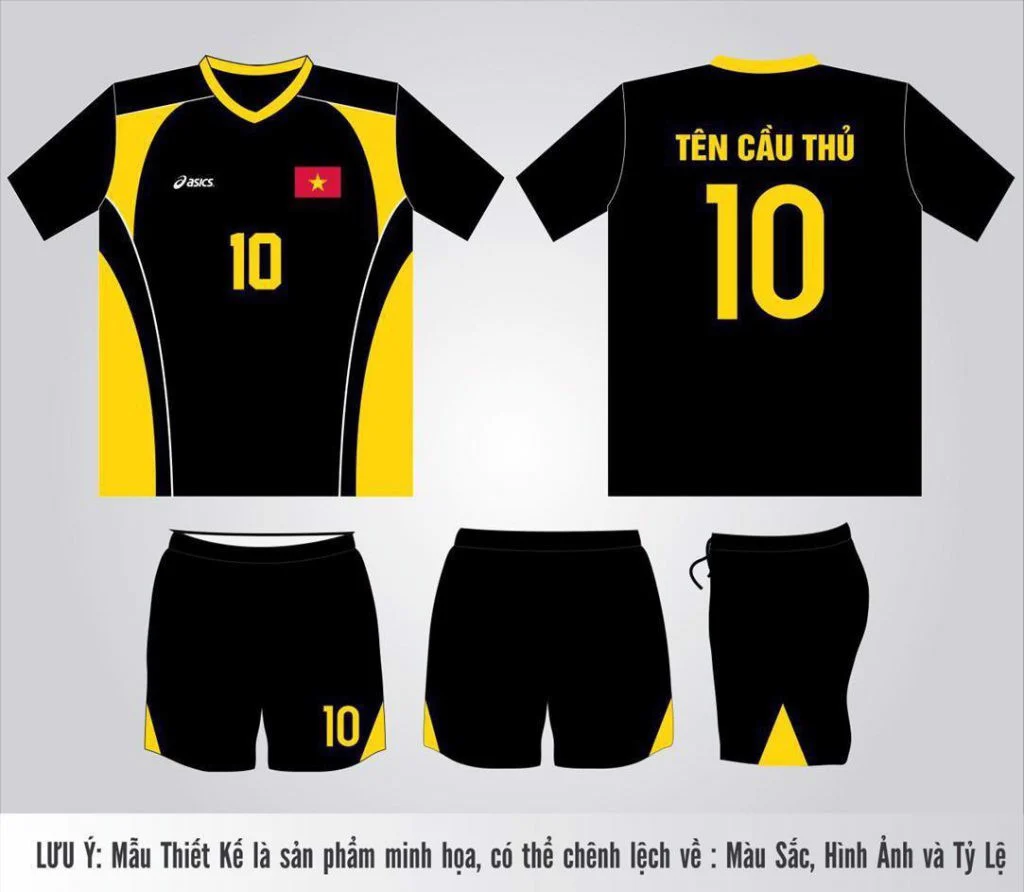 asics
10
TÊN CẦU THỦ
10
10
LƯU Ý: Mẫu Thiết Kế là sản phẩm minh họa, có thể chênh lệch về : Màu Sắc, Hình Ảnh và Tỷ Lệ